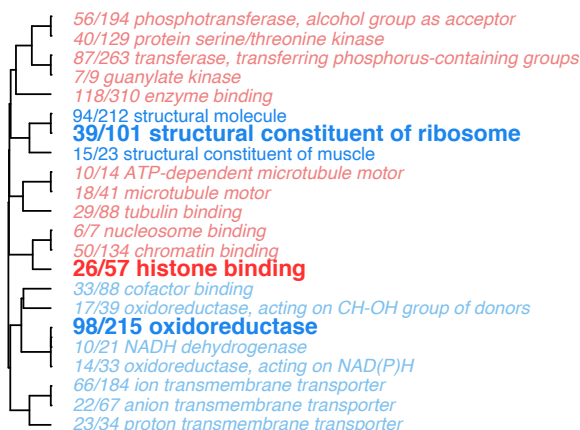 56/194 phosphotransferase, alcohol group as acceptor
40/129 protein serine/threonine kinase
87/263 transferase, transferring phosphorus-containing groups
7/9 guanylate kinase
118/310 enzyme binding
94/212 structural molecule
39/101 structural constituent of ribosome
15/23 structural constituent of muscle
10/14 ATP-dependent microtubule motor
18/41 microtubule motor
29/88 tubulin binding
6/7 nucleosome binding
50/134 chromatin binding
26/57 histone binding
33/88 cofactor binding
17/39 oxidoreductase, acting on CH-OH group of donors
98/215 oxidoreductase
10/21 NADH dehydrogenase
14/33 oxidoreductase, acting on NAD(P)H
66/184 ion transmembrane transporter
22/67 anion transmembrane transporter
23/34 proton transmembrane transporter